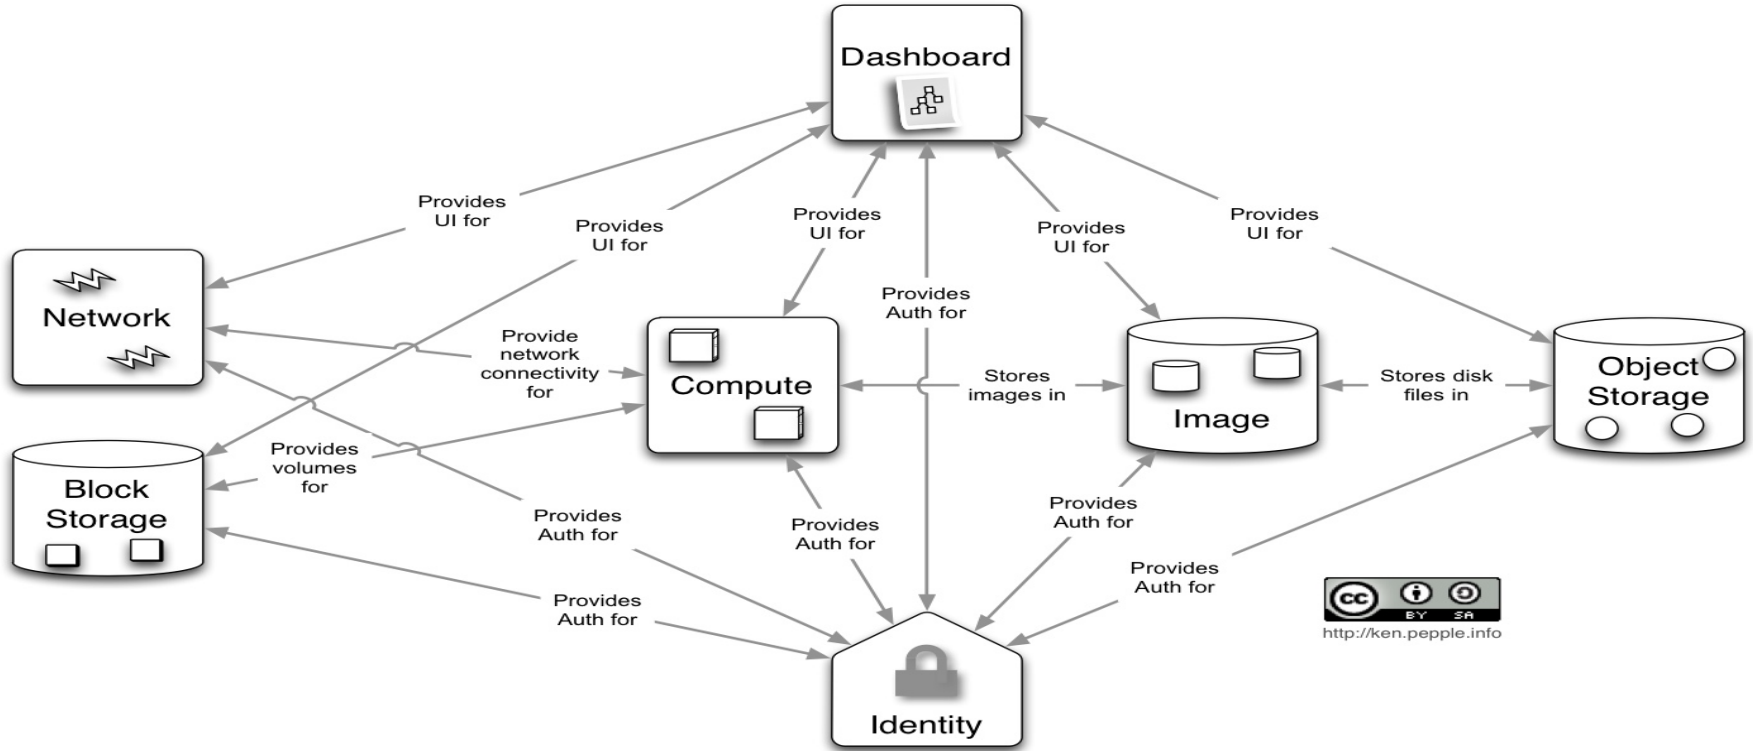 Dashboard
Provides
UI for
Provides
UI for
Provides
UI for
Provides
UI for
Provides
UI for
Network
Provides
Auth for
Provide
network
connectivity
for
Compute
Stores
images in
Image
Stores disk
files in
Object
Storage
Block
Storage
Provides
volumes
for
Provides
Auth for
Provides
Auth for
Provides
Auth for
Provides
Auth for
Provides
Auth for
cc
BY SA
http://ken.pepple.info
Identity